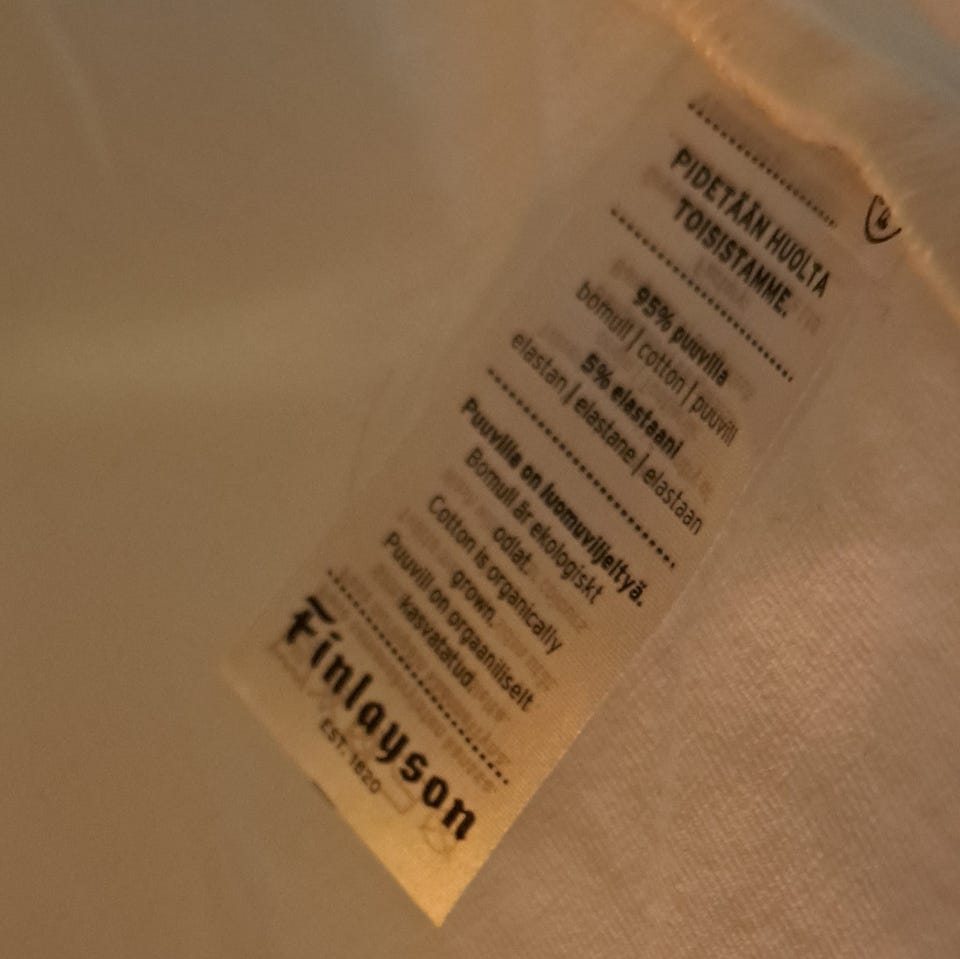 PIDETÄÄN HUOLTA
TOISISTAMME.
95% puuvilla
bomull | cotton | puuvill
5% elastaani
elastan | elastane | elastaan
Puuvilla on luomuviljeltyä.
Bomull är ekologiskt
odlat.
Cotton is organically
grown.
Puuvill on orgaaniliselt
kasvatatud.
Finlayson
EST. 1820